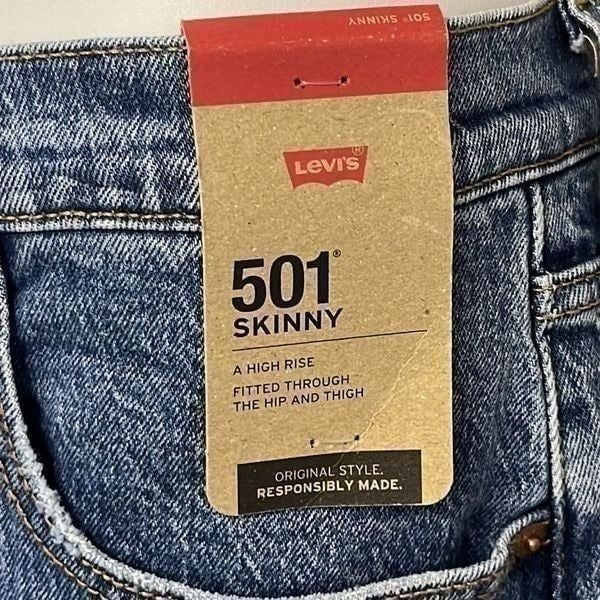 501® SKINNY
Levi's®
501®
SKINNY
A HIGH RISE
FITTED THROUGH
THE HIP AND THIGH
ORIGINAL STYLE.
RESPONSIBLY MADE.